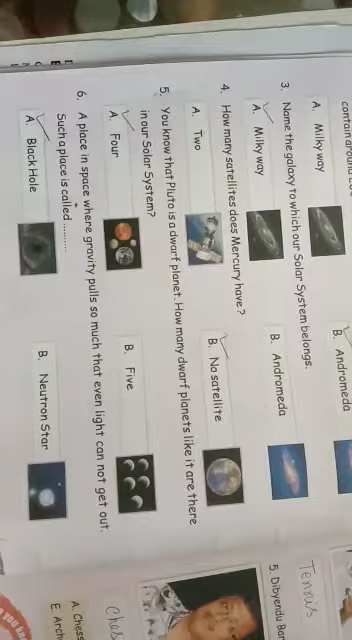 contain around
A. Milky way
B. Andromeda
3. Name the galaxy to which our Solar System belongs.
A. Milky way
B. Andromeda
4. How many satellites does Mercury have?
A. Two
B. No satellite
5. You know that Pluto is a dwarf planet. How many dwarf planets like it are there
in our Solar System?
A. Four
B. Five
6. A place in space where gravity pulls so much that even light can not get out.
Such a place is called ..........
A. Black Hole
B. Neutron Star
Tennis
5. Dibyendu Bar
Ches
A. Chess
E. Arch